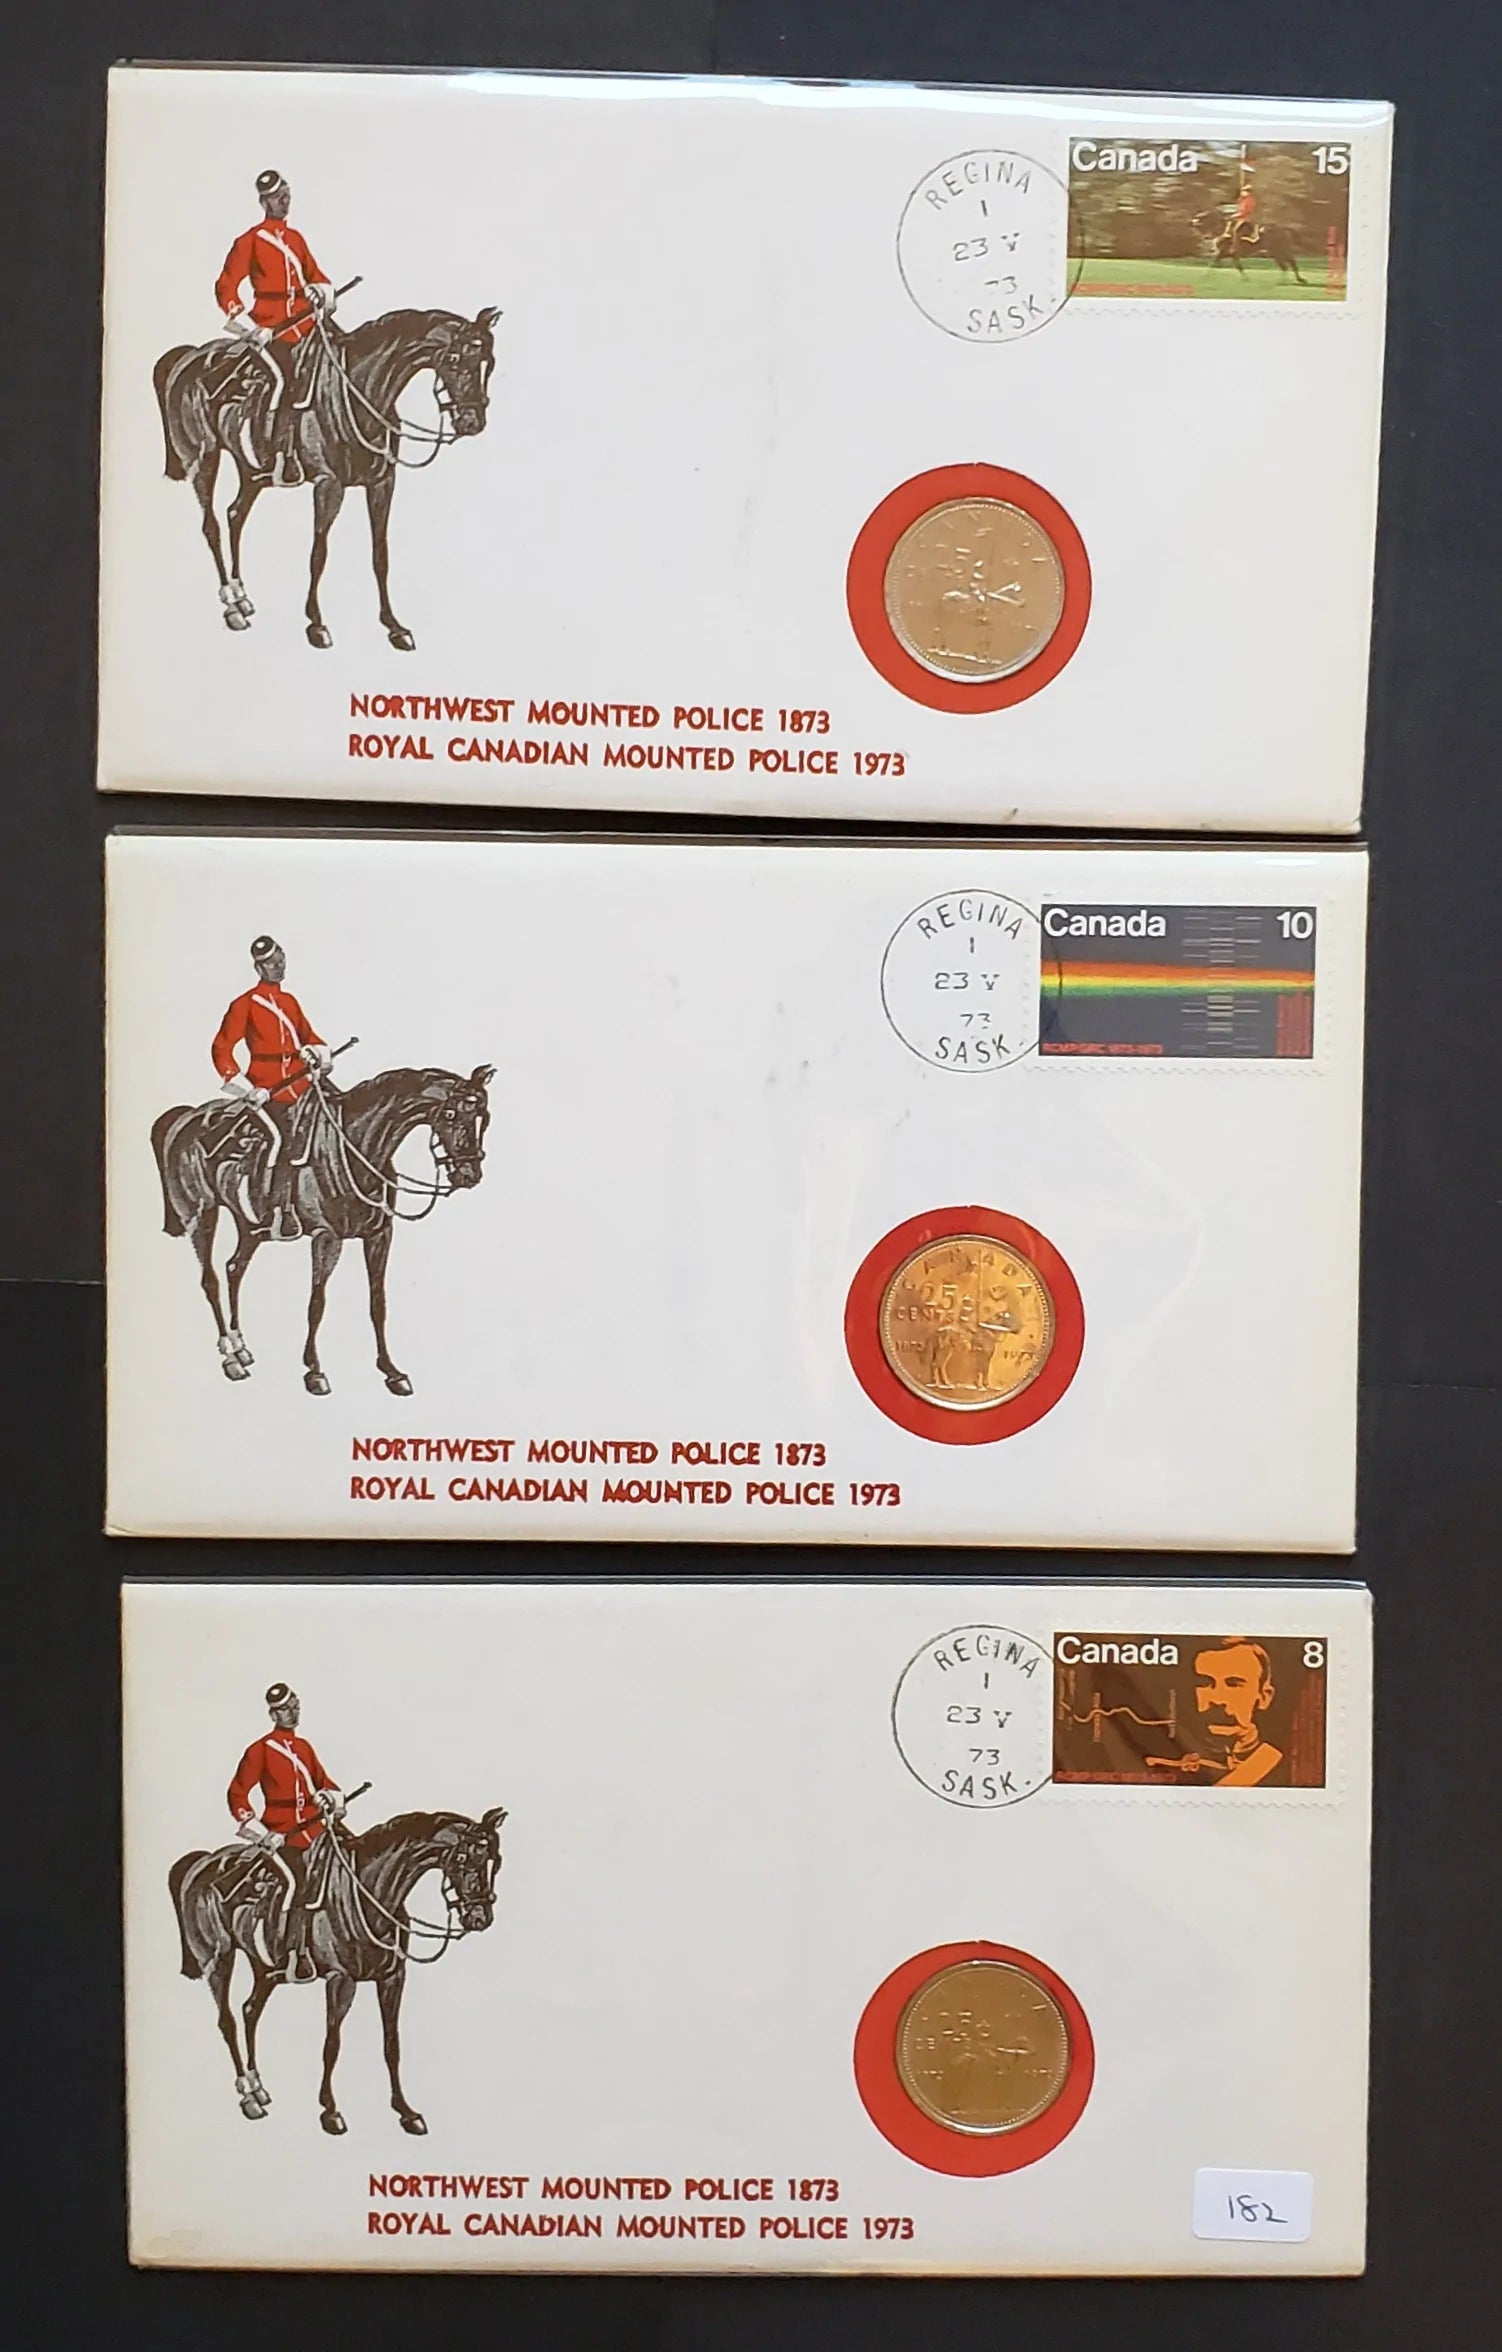 Canada 15
REGINA
1
23 V
73
SASK.
NORTHWEST MOUNTED POLICE 1873
ROYAL CANADIAN MOUNTED POLICE 1973
Canada 10
REGINA
1
23 V
73
SASK.
RCMP/GRC 1873-1973
CANADA
25
CENTS
1873 1973
NORTHWEST MOUNTED POLICE 1873
ROYAL CANADIAN MOUNTED POLICE 1973
Canada 8
REGINA
1
23 V
73
SASK.
RCMP/GRC 1873-1973
NORTHWEST MOUNTED POLICE 1873
ROYAL CANADIAN MOUNTED POLICE 1973
182